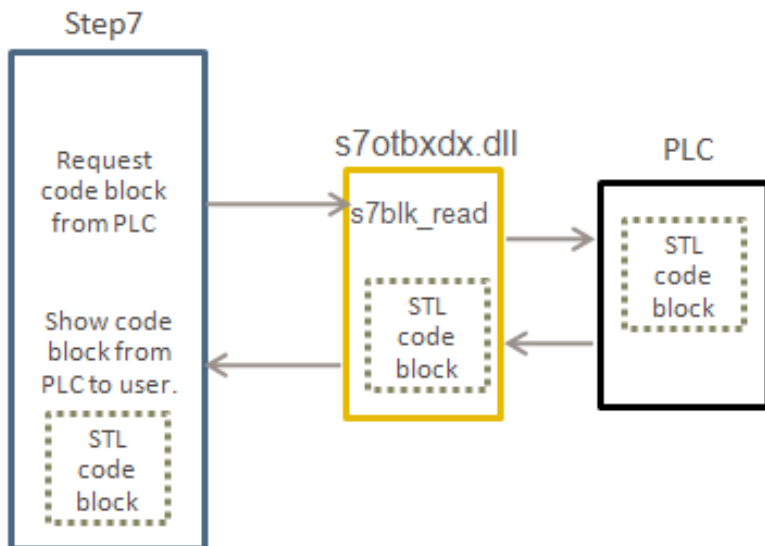 Step7
Request
code block
from PLC
Show code
block from
PLC to user.
STL
code
block
s7otbxdx.dll
s7blk_read
STL
code
block
PLC
STL
code
block